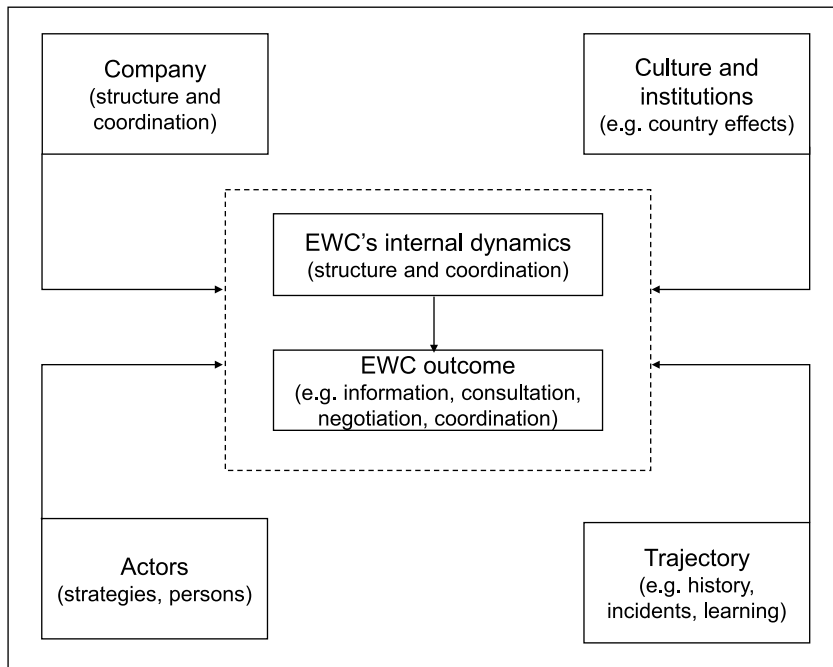 Company
(structure and
coordination)
Culture and
institutions
(e.g. country effects)
EWC's internal dynamics
(structure and coordination)
EWC outcome
(e.g. information, consultation,
negotiation, coordination)
Actors
(strategies, persons)
Trajectory
(e.g. history,
incidents, learning)